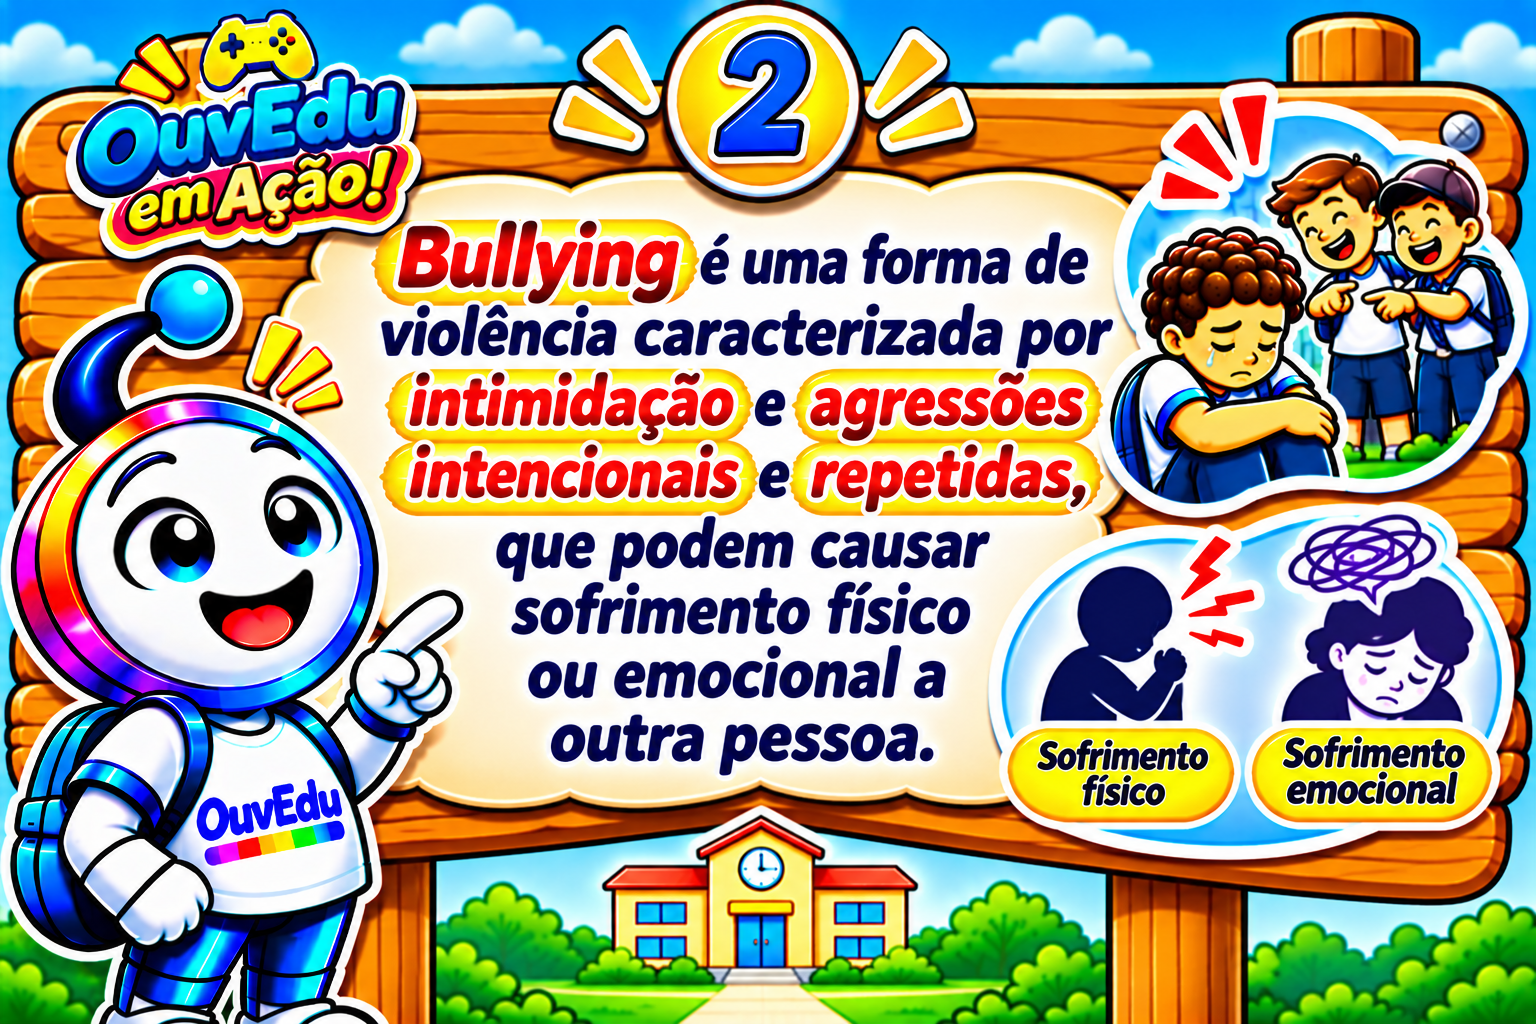 OuvEdu
em Ação!
2
Bullying é uma forma de
violência caracterizada por
intimidação e agressões
intencionais e repetidas,
que podem causar
sofrimento físico
ou emocional a
outra pessoa.
Sofrimento
físico
Sofrimento
emocional
OuvEdu